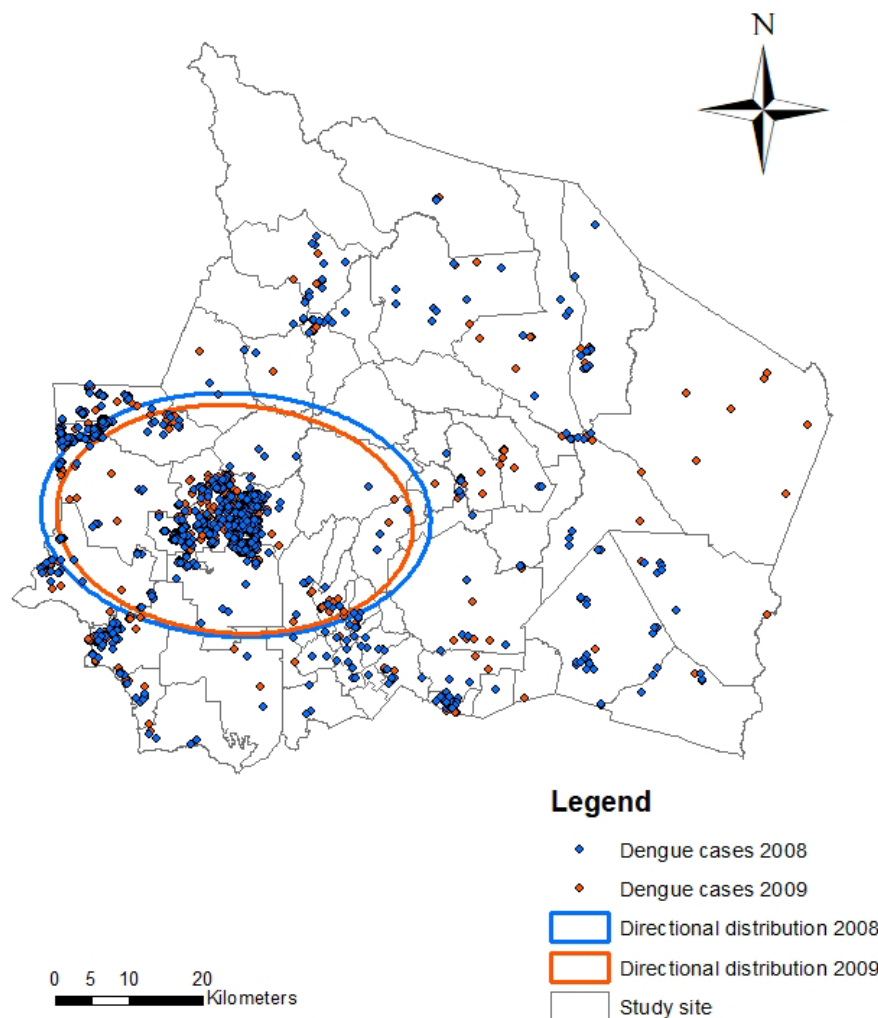 N
Legend
Dengue cases 2008
Dengue cases 2009
Directional distribution 2008
Directional distribution 2009
Study site
0 5 10 20
Kilometers